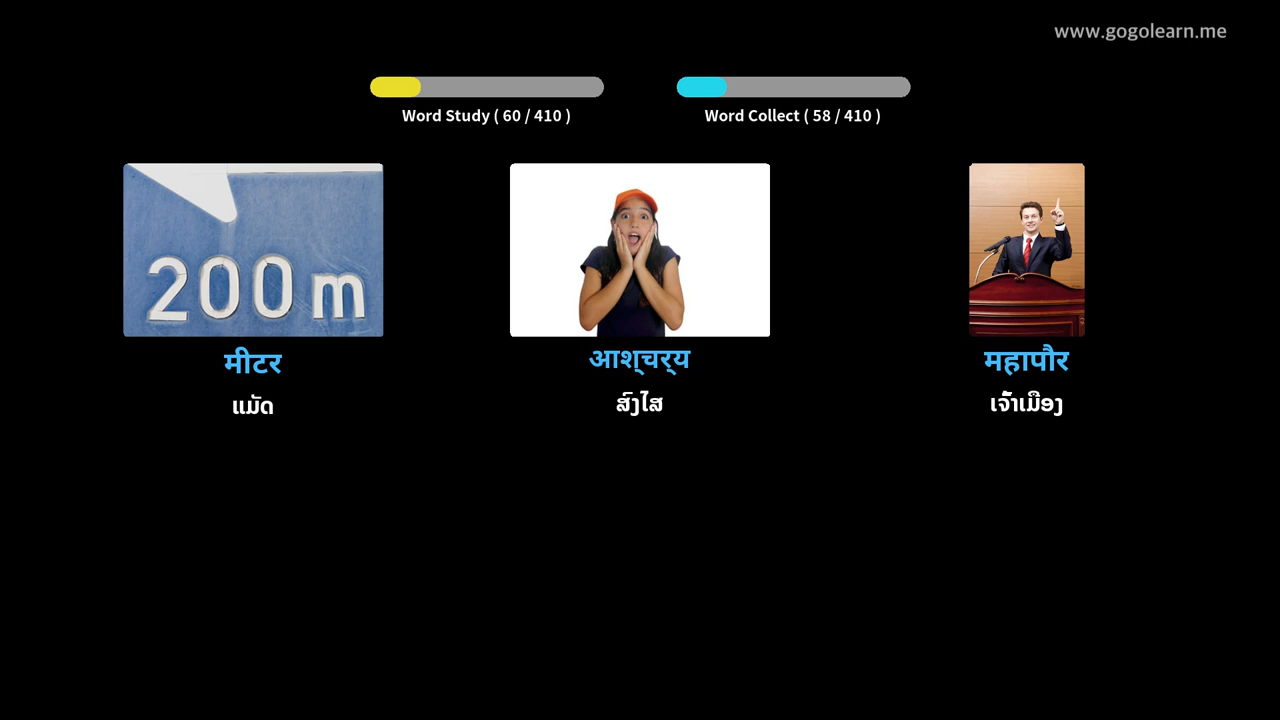 www.gogolearn.me
Word Study ( 60 / 410 )
Word Collect ( 58 / 410 )
200 m
मीटर
आश्चर्य
महापौर
ແມັດ
ສົງໄສ
ເຈົ້າເມືອງ